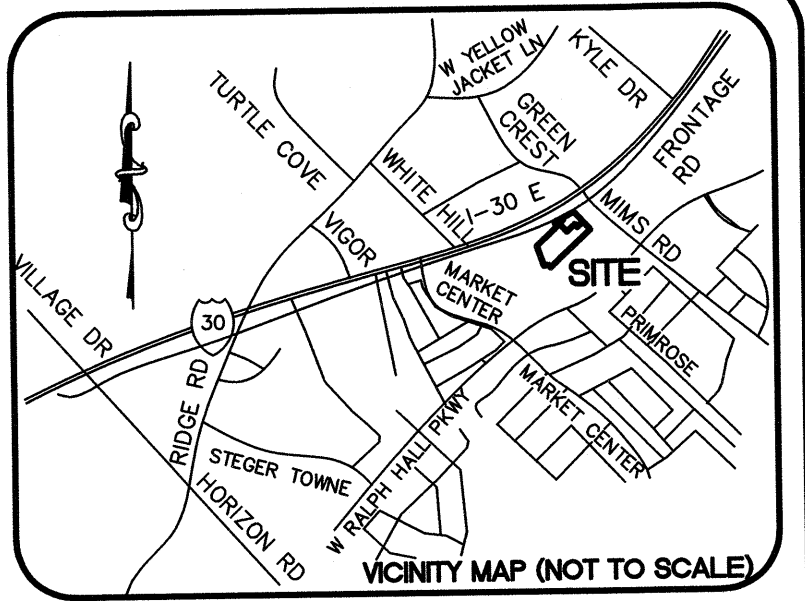 W YELLOW
JACKET LN
KYLE DR
TURTLE COVE
GREEN
CREST
FRONTAGE
RD
WHITE HILL
I-30 E
MIMS RD
VIGOR
SITE
MARKET
CENTER
VILLAGE DR
30
PRIMROSE
RIDGE RD
MARKET CENTER
W RALPH HALL PKWY
STEGER TOWNE
HORIZON RD
VICINITY MAP (NOT TO SCALE)